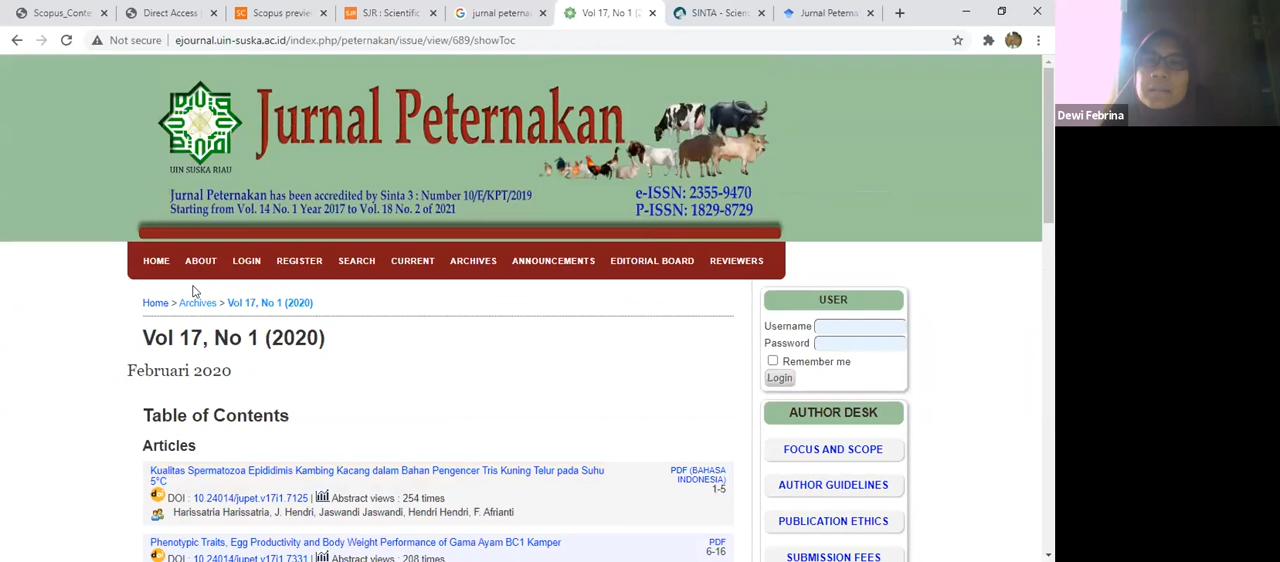 Scopus_Conte
Direct Access
Scopus preview
SJR : Scientific
jurnal peterna
Vol 17, No 1 (2
SINTA - Scienc
Jurnal Peterna
Not secure
ejournal.uin-suska.ac.id/index.php/peternakan/issue/view/689/showToc
Dewi Febrina
Jurnal Peternakan
UIN SUSKA RIAU
Jurnal Peternakan has been accredited by Sinta 3 : Number 10/E/KPT/2019
Starting from Vol. 14 No. 1 Year 2017 to Vol. 18 No. 2 of 2021
e-ISSN: 2355-9470
P-ISSN: 1829-8729
HOME ABOUT LOGIN REGISTER SEARCH CURRENT ARCHIVES ANNOUNCEMENTS EDITORIAL BOARD REVIEWERS
Home > Archives > Vol 17, No 1 (2020)
Vol 17, No 1 (2020)
Februari 2020
Table of Contents
Articles
Kualitas Spermatozoa Epididimis Kambing Kacang dalam Bahan Pengencer Tris Kuning Telur pada Suhu
5°C
PDF (BAHASA
INDONESIA)
1-5
DOI : 10.24014/jupet.v17i1.7125 | Abstract views : 254 times
Harissatria Harissatria, J. Hendri, Jaswandi Jaswandi, Hendri Hendri, F. Afrianti
Phenotypic Traits, Egg Productivity and Body Weight Performance of Gama Ayam BC1 Kamper
PDF
6-16
DOI : 10.24014/jupet.v17i1.7331 | Abstract views : 208 times
USER
Username
Password
Remember me
Login
AUTHOR DESK
FOCUS AND SCOPE
AUTHOR GUIDELINES
PUBLICATION ETHICS
SUBMISSION FEES